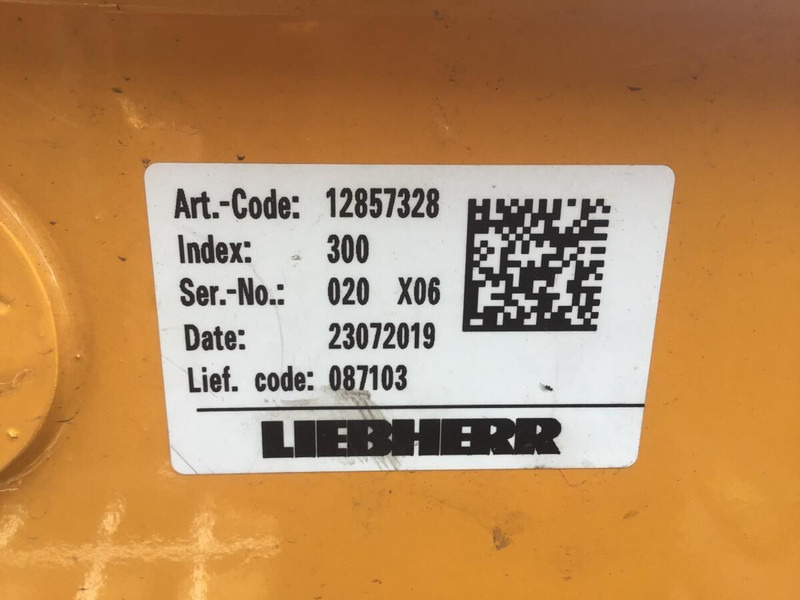 Art.-Code: 12857328
Index: 300
Ser.-No.: 020 X06
Date: 23072019
Lief. code: 087103
LIEBHERR